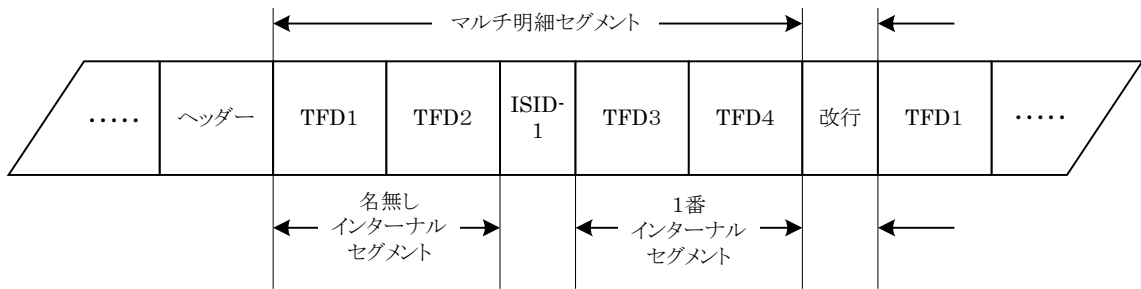 マルチ明細セグメント
‥‥‥
ヘッダー
TFD1
TFD2
ISID-
1
TFD3
TFD4
改行
TFD1
‥‥‥
名無し
インターナル
セグメント
1番
インターナル
セグメント